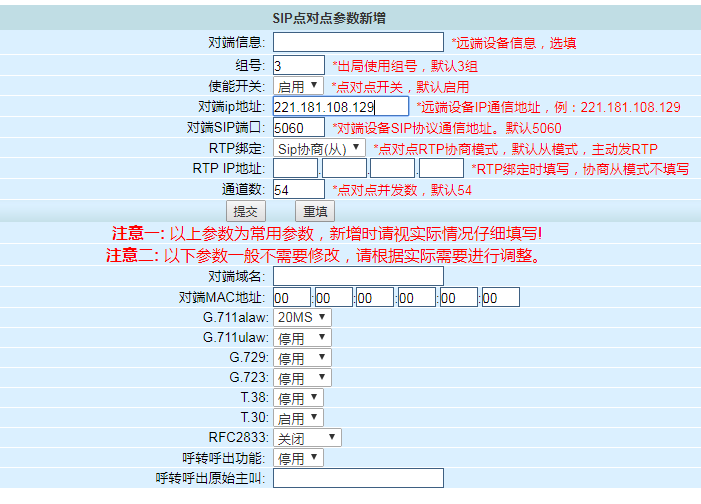 SIP点对点参数新增
对端信息: *远端设备信息，选填
组号: 3 *出局使用组号，默认3组
使能开关: 启用 *点对点开关，默认启用
对端ip地址: 221.181.108.129 *远端设备IP通信地址，例：221.181.108.129
对端SIP端口: 5060 *对端设备SIP协议通信地址。默认5060
RTP绑定: Sip协商(从) *点对点RTP协商模式，默认从模式，主动发RTP
RTP IP地址: . . . *RTP绑定时填写，协商从模式不填写
通道数: 54 *点对点并发数，默认54
提交 重填
注意一: 以上参数为常用参数，新增时请视实际情况仔细填写!
注意二: 以下参数一般不需要修改，请根据实际需要进行调整。
对端域名:
对端MAC地址: 00:00:00:00:00:00
G.711alaw: 20MS
G.711ulaw: 停用
G.729: 停用
G.723: 停用
T.38: 停用
T.30: 启用
RFC2833: 关闭
呼转呼出功能: 停用
呼转呼出原始主叫: